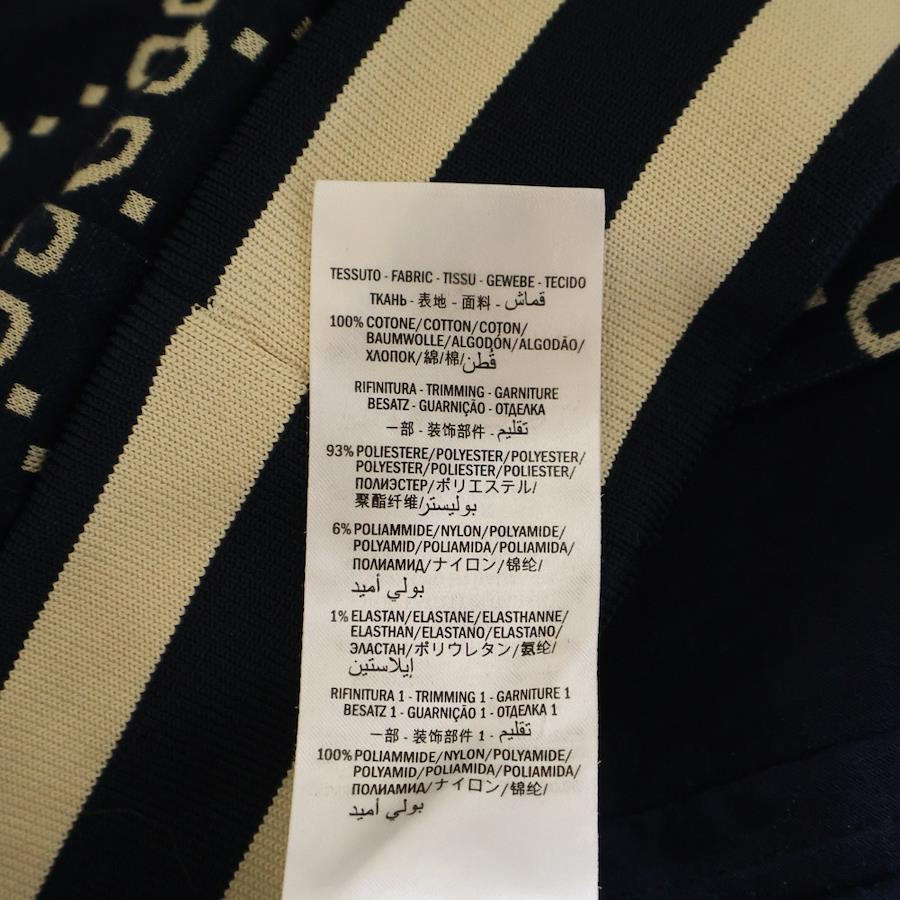 TESSUTO - FABRIC - TISSU - GEWEBE - TECIDO
ТКАНЬ - 表地 - 面料 - قماش
100% COTONE/COTTON/COTON/
BAUMWOLLE/ALGODÓN/ALGODÃO/
ХЛОПОК/綿/棉/قطن
RIFINITURA - TRIMMING - GARNITURE
BESATZ - GUARNIÇÃO - ОТДЕЛКА
一部 - 装饰部件 - تقليم
93% POLIESTERE/POLYESTER/POLYESTER/
POLYESTER/POLIESTER/POLIESTER/
ПОЛИЭСТЕР/ポリエステル/
聚酯纤维/بوليستر
6% POLIAMMIDE/NYLON/POLYAMIDE/
POLYAMID/POLIAMIDA/POLIAMIDA/
ПОЛИАМИД/ナイロン/锦纶/
بولي أميد
1% ELASTAN/ELASTANE/ELASTHANNE/
ELASTHAN/ELASTANO/ELASTANO/
ЭЛАСТАН/ポリウレタン/氨纶/
إيلاستين
RIFINITURA 1 - TRIMMING 1 - GARNITURE 1
BESATZ 1 - GUARNIÇÃO 1 - ОТДЕЛКА 1
一部 - 装饰部件 1 - تقليم
100% POLIAMMIDE/NYLON/POLYAMIDE/
POLYAMID/POLIAMIDA/POLIAMIDA/
ПОЛИАМИД/ナイロン/锦纶/
بولي أميد